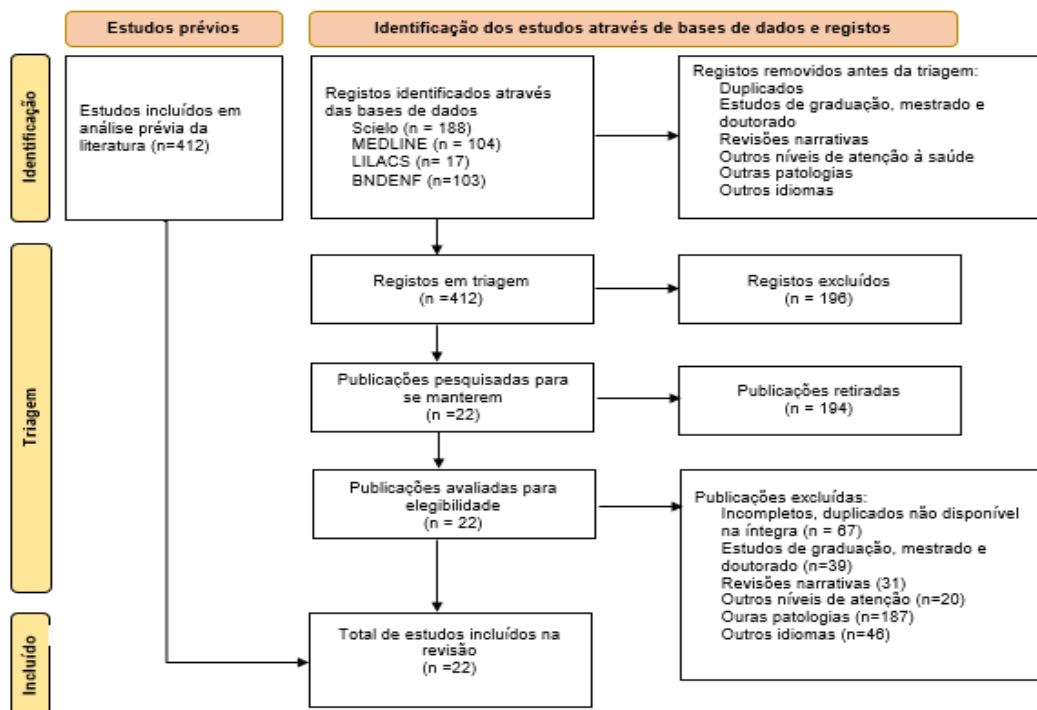 Estudos prévios
Identificação dos estudos através de bases de dados e registos
Identificação
Estudos incluídos em
análise prévia da
literatura (n=412)
Registos identificados através
das bases de dados
Scielo (n = 188)
MEDLINE (n = 104)
LILACS (n= 17)
BNDENF (n=103)
Registos removidos antes da triagem:
Duplicados
Estudos de graduação, mestrado e
doutorado
Revisões narrativas
Outros níveis de atenção à saúde
Outras patologias
Outros idiomas
Triagem
Registos em triagem
(n =412)
Registos excluídos
(n = 196)
Publicações pesquisadas para
se manterem
(n =22)
Publicações retiradas
(n = 194)
Publicações avaliadas para
elegibilidade
(n = 22)
Publicações excluídas:
Incompletos, duplicados não disponível
na íntegra (n = 67)
Estudos de graduação, mestrado e
doutorado (n=39)
Revisões narrativas (31)
Outros níveis de atenção (n=20)
Ouras patologias (n=187)
Outros idiomas (n=46)
Incluído
Total de estudos incluídos na
revisão
(n =22)